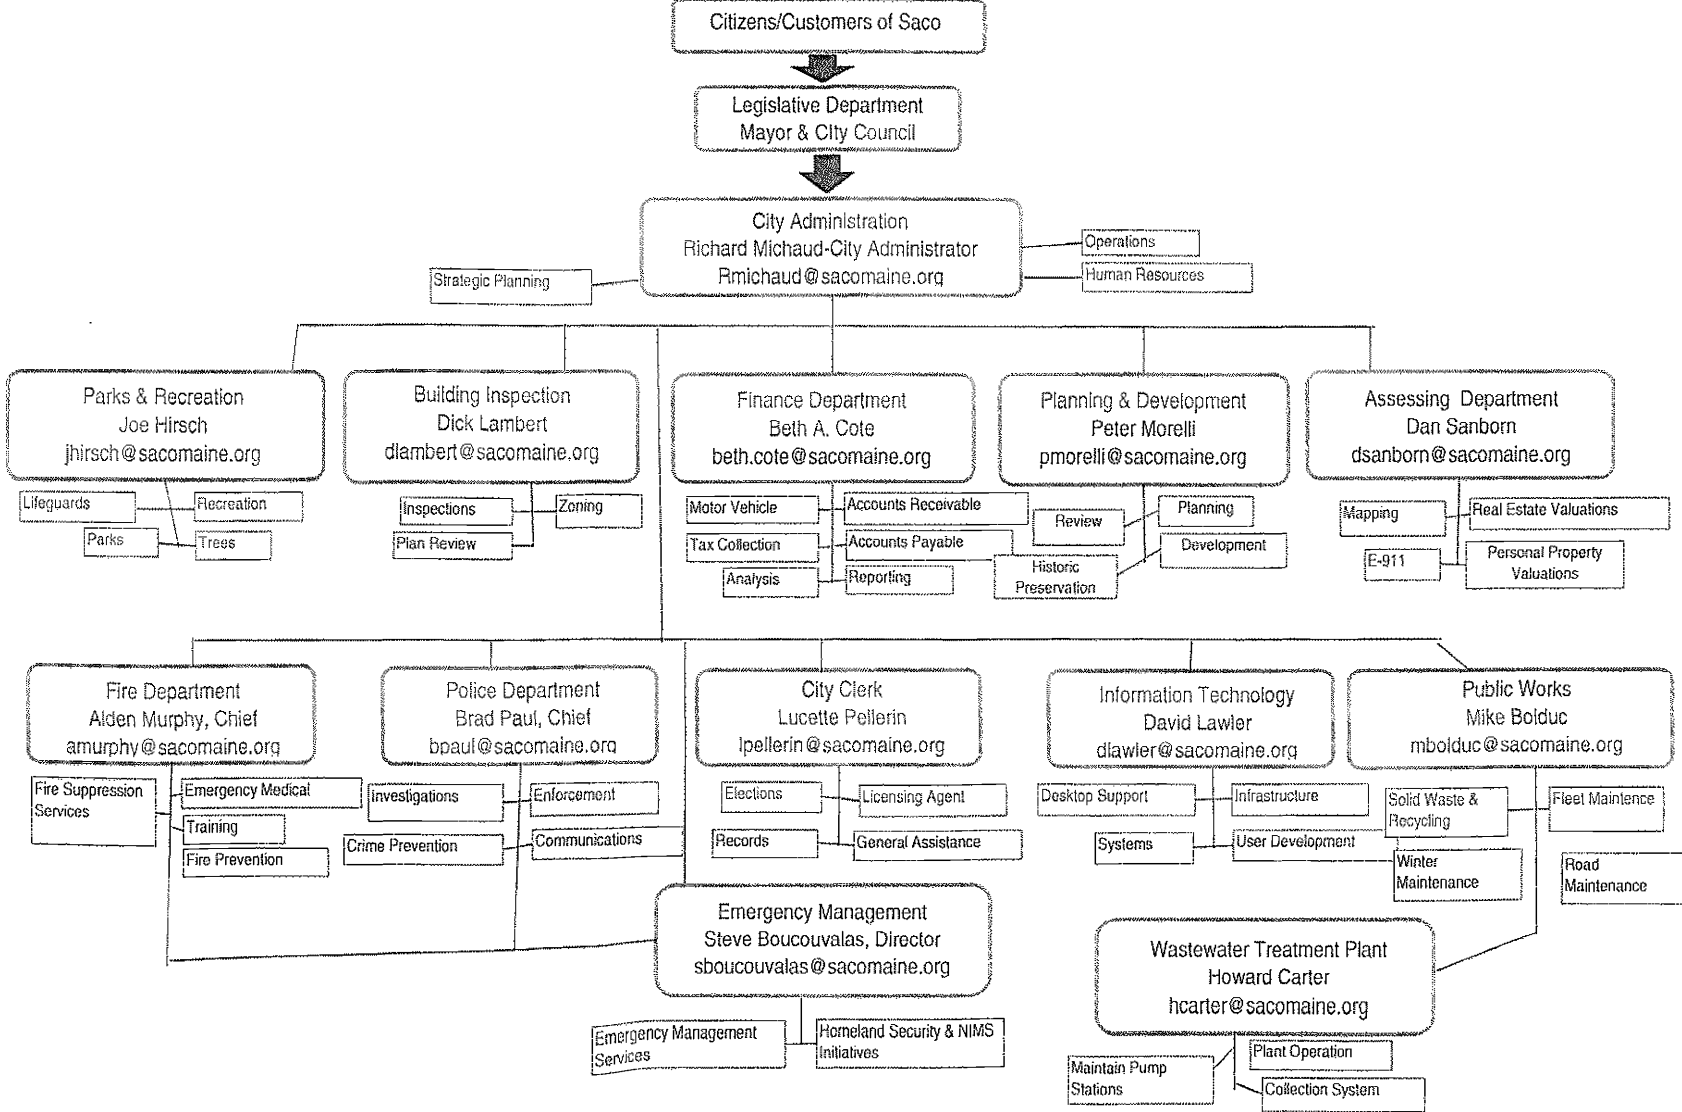 Citizens/Customers of Saco
Legislative Department
Mayor & City Council
City Administration
Richard Michaud-City Administrator
Rmichaud@sacomaine.org
Strategic Planning
Operations
Human Resources
Parks & Recreation
Joe Hirsch
jhirsch@sacomaine.org
Lifeguards
Recreation
Parks
Trees
Building Inspection
Dick Lambert
dlambert@sacomaine.org
Inspections
Zoning
Plan Review
Finance Department
Beth A. Cote
beth.cote@sacomaine.org
Motor Vehicle
Accounts Receivable
Tax Collection
Accounts Payable
Analysis
Reporting
Planning & Development
Peter Morelli
pmorelli@sacomaine.org
Review
Planning
Historic
Preservation
Development
Assessing Department
Dan Sanborn
dsanborn@sacomaine.org
Mapping
Real Estate Valuations
E-911
Personal Property
Valuations
Fire Department
Alden Murphy, Chief
amurphy@sacomaine.org
Fire Suppression
Services
Emergency Medical
Training
Fire Prevention
Police Department
Brad Paul, Chief
bpaul@sacomaine.org
Investigations
Enforcement
Crime Prevention
Communications
City Clerk
Lucette Pellerin
lpellerin@sacomaine.org
Elections
Licensing Agent
Records
General Assistance
Information Technology
David Lawler
dlawler@sacomaine.org
Desktop Support
Infrastructure
Systems
User Development
Public Works
Mike Bolduc
mbolduc@sacomaine.org
Solid Waste &
Recycling
Fleet Maintence
Winter
Maintenance
Road
Maintenance
Emergency Management
Steve Boucouvalas, Director
sboucouvalas@sacomaine.org
Emergency Management
Services
Homeland Security & NIMS
Initiatives
Wastewater Treatment Plant
Howard Carter
hcarter@sacomaine.org
Maintain Pump
Stations
Plant Operation
Collection System